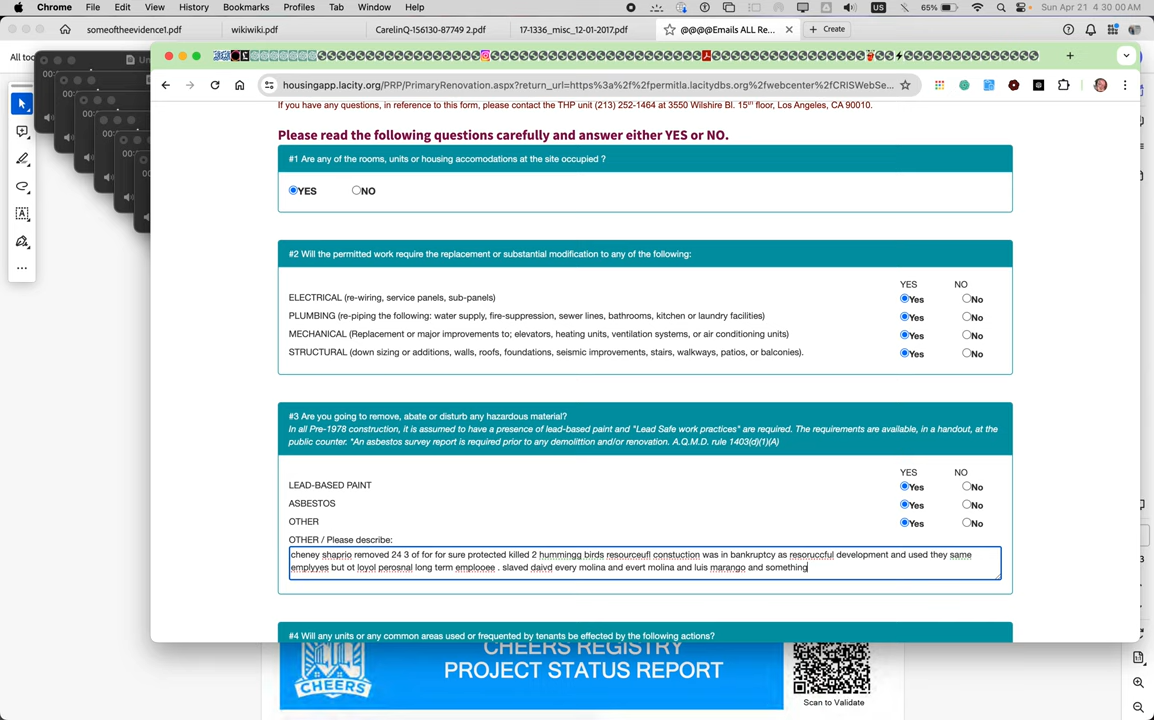 Chrome File Edit View History Bookmarks Profiles Tab Window Help US 65% Sun Apr 21 4 30 00 AM
someoftheevidence1.pdf wikiwiki.pdf CarelinQ-156130-87749 2.pdf 17-1336_misc_12-01-2017.pdf @@@@Emails ALL Re... Create
All too
housingapp.lacity.org/PRP/PrimaryRenovation.aspx?return_url=https%3a%2f%2fpermitla.lacitydbs.org%2fwebcenter%2fCRISWebSe...
If you have any questions, in reference to this form, please contact the THP unit (213) 252-1464 at 3550 Wilshire Bl. 15th floor, Los Angeles, CA 90010.
Please read the following questions carefully and answer either YES or NO.
#1 Are any of the rooms, units or housing accomodations at the site occupied ?
YES NO
#2 Will the permitted work require the replacement or substantial modification to any of the following:
YES NO
ELECTRICAL (re-wiring, service panels, sub-panels) Yes No
PLUMBING (re-piping the following: water supply, fire-suppression, sewer lines, bathrooms, kitchen or laundry facilities) Yes No
MECHANICAL (Replacement or major improvements to; elevators, heating units, ventilation systems, or air conditioning units) Yes No
STRUCTURAL (down sizing or additions, walls, roofs, foundations, seismic improvements, stairs, walkways, patios, or balconies). Yes No
#3 Are you going to remove, abate or disturb any hazardous material?
In all Pre-1978 construction, it is assumed to have a presence of lead-based paint and "Lead Safe work practices" are required. The requirements are available, in a handout, at the
public counter. *An asbestos survey report is required prior to any demolittion and/or renovation. A.Q.M.D. rule 1403(d)(1)(A)
YES NO
LEAD-BASED PAINT Yes No
ASBESTOS Yes No
OTHER Yes No
OTHER / Please describe:
cheney shaprio removed 24 3 of for for sure protected killed 2 hummingg birds resourceufl constuction was in bankruptcy as resoruccful development and used they same
emplyyes but ot loyol perosnal long term emplooee . slaved daivd every molina and evert molina and luis marango and something
#4 Will any units or any common areas used or frequented by tenants be effected by the following actions?
CHEERS REGISTRY
PROJECT STATUS REPORT
CHEERS
Scan to Validate